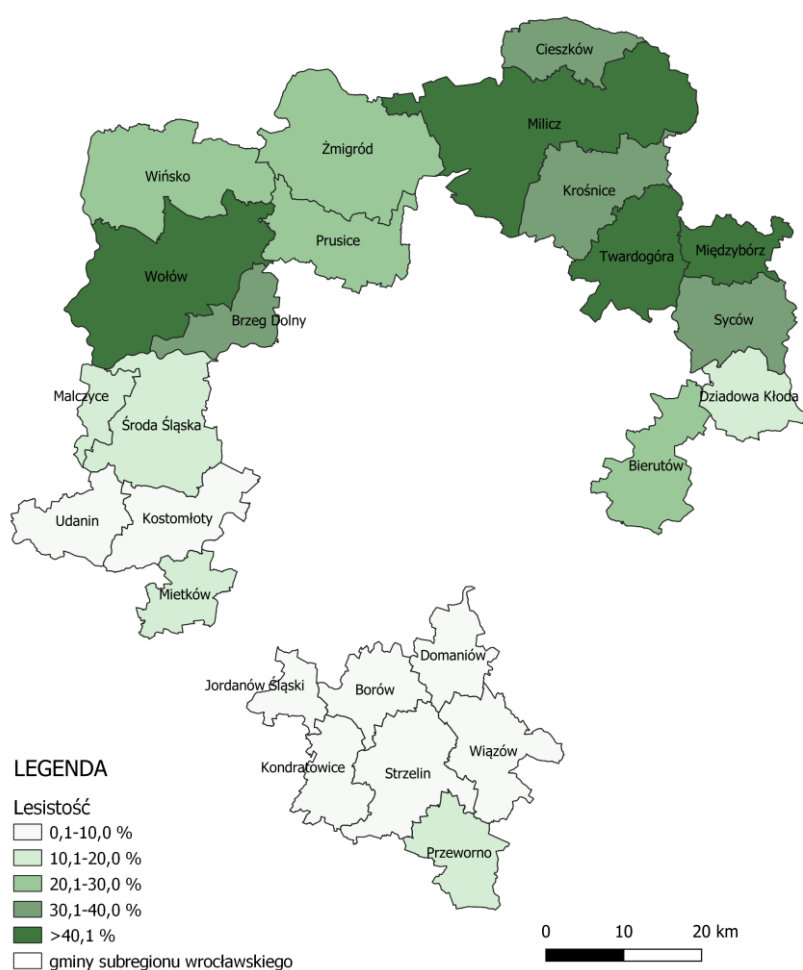 Cieszków
Milicz
Żmigród
Wińsko
Krośnice
Prusice
Międzybórz
Twardogóra
Wołów
Brzeg Dolny
Syców
Malczyce
Dziadowa Kłoda
Środa Śląska
Bierutów
Udanin
Kostomłoty
Mietków
Domaniów
Jordanów Śląski
Borów
Wiązów
Kondratowice
Strzelin
Przeworno
LEGENDA
Lesistość
0,1-10,0 %
10,1-20,0 %
20,1-30,0 %
30,1-40,0 %
>40,1 %
gminy subregionu wrocławskiego
0 10 20 km